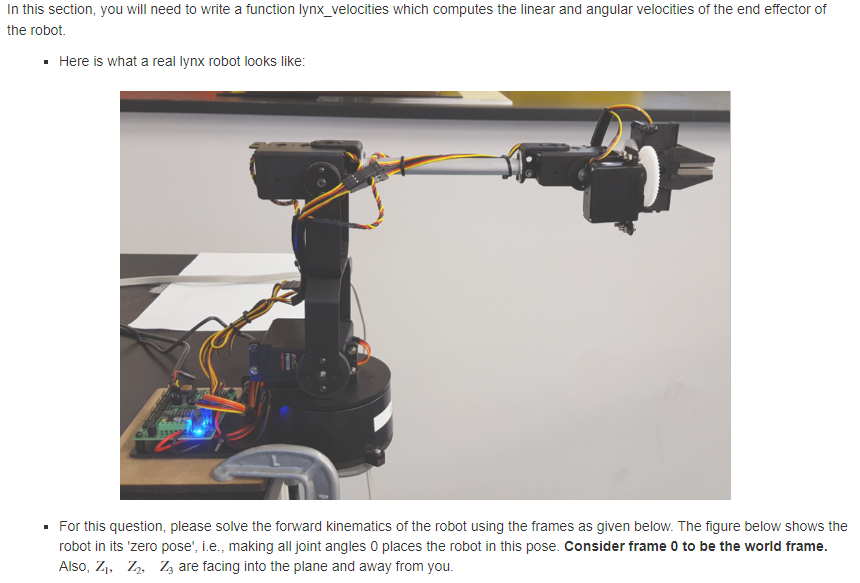 In this section, you will need to write a function lynx_velocities which computes the linear and angular velocities of the end effector of
the robot.
▪ Here is what a real lynx robot looks like:
▪ For this question, please solve the forward kinematics of the robot using the frames as given below. The figure below shows the
robot in its 'zero pose', i.e., making all joint angles 0 places the robot in this pose. Consider frame 0 to be the world frame.
Also, Z₁, Z₂, Z₃ are facing into the plane and away from you.